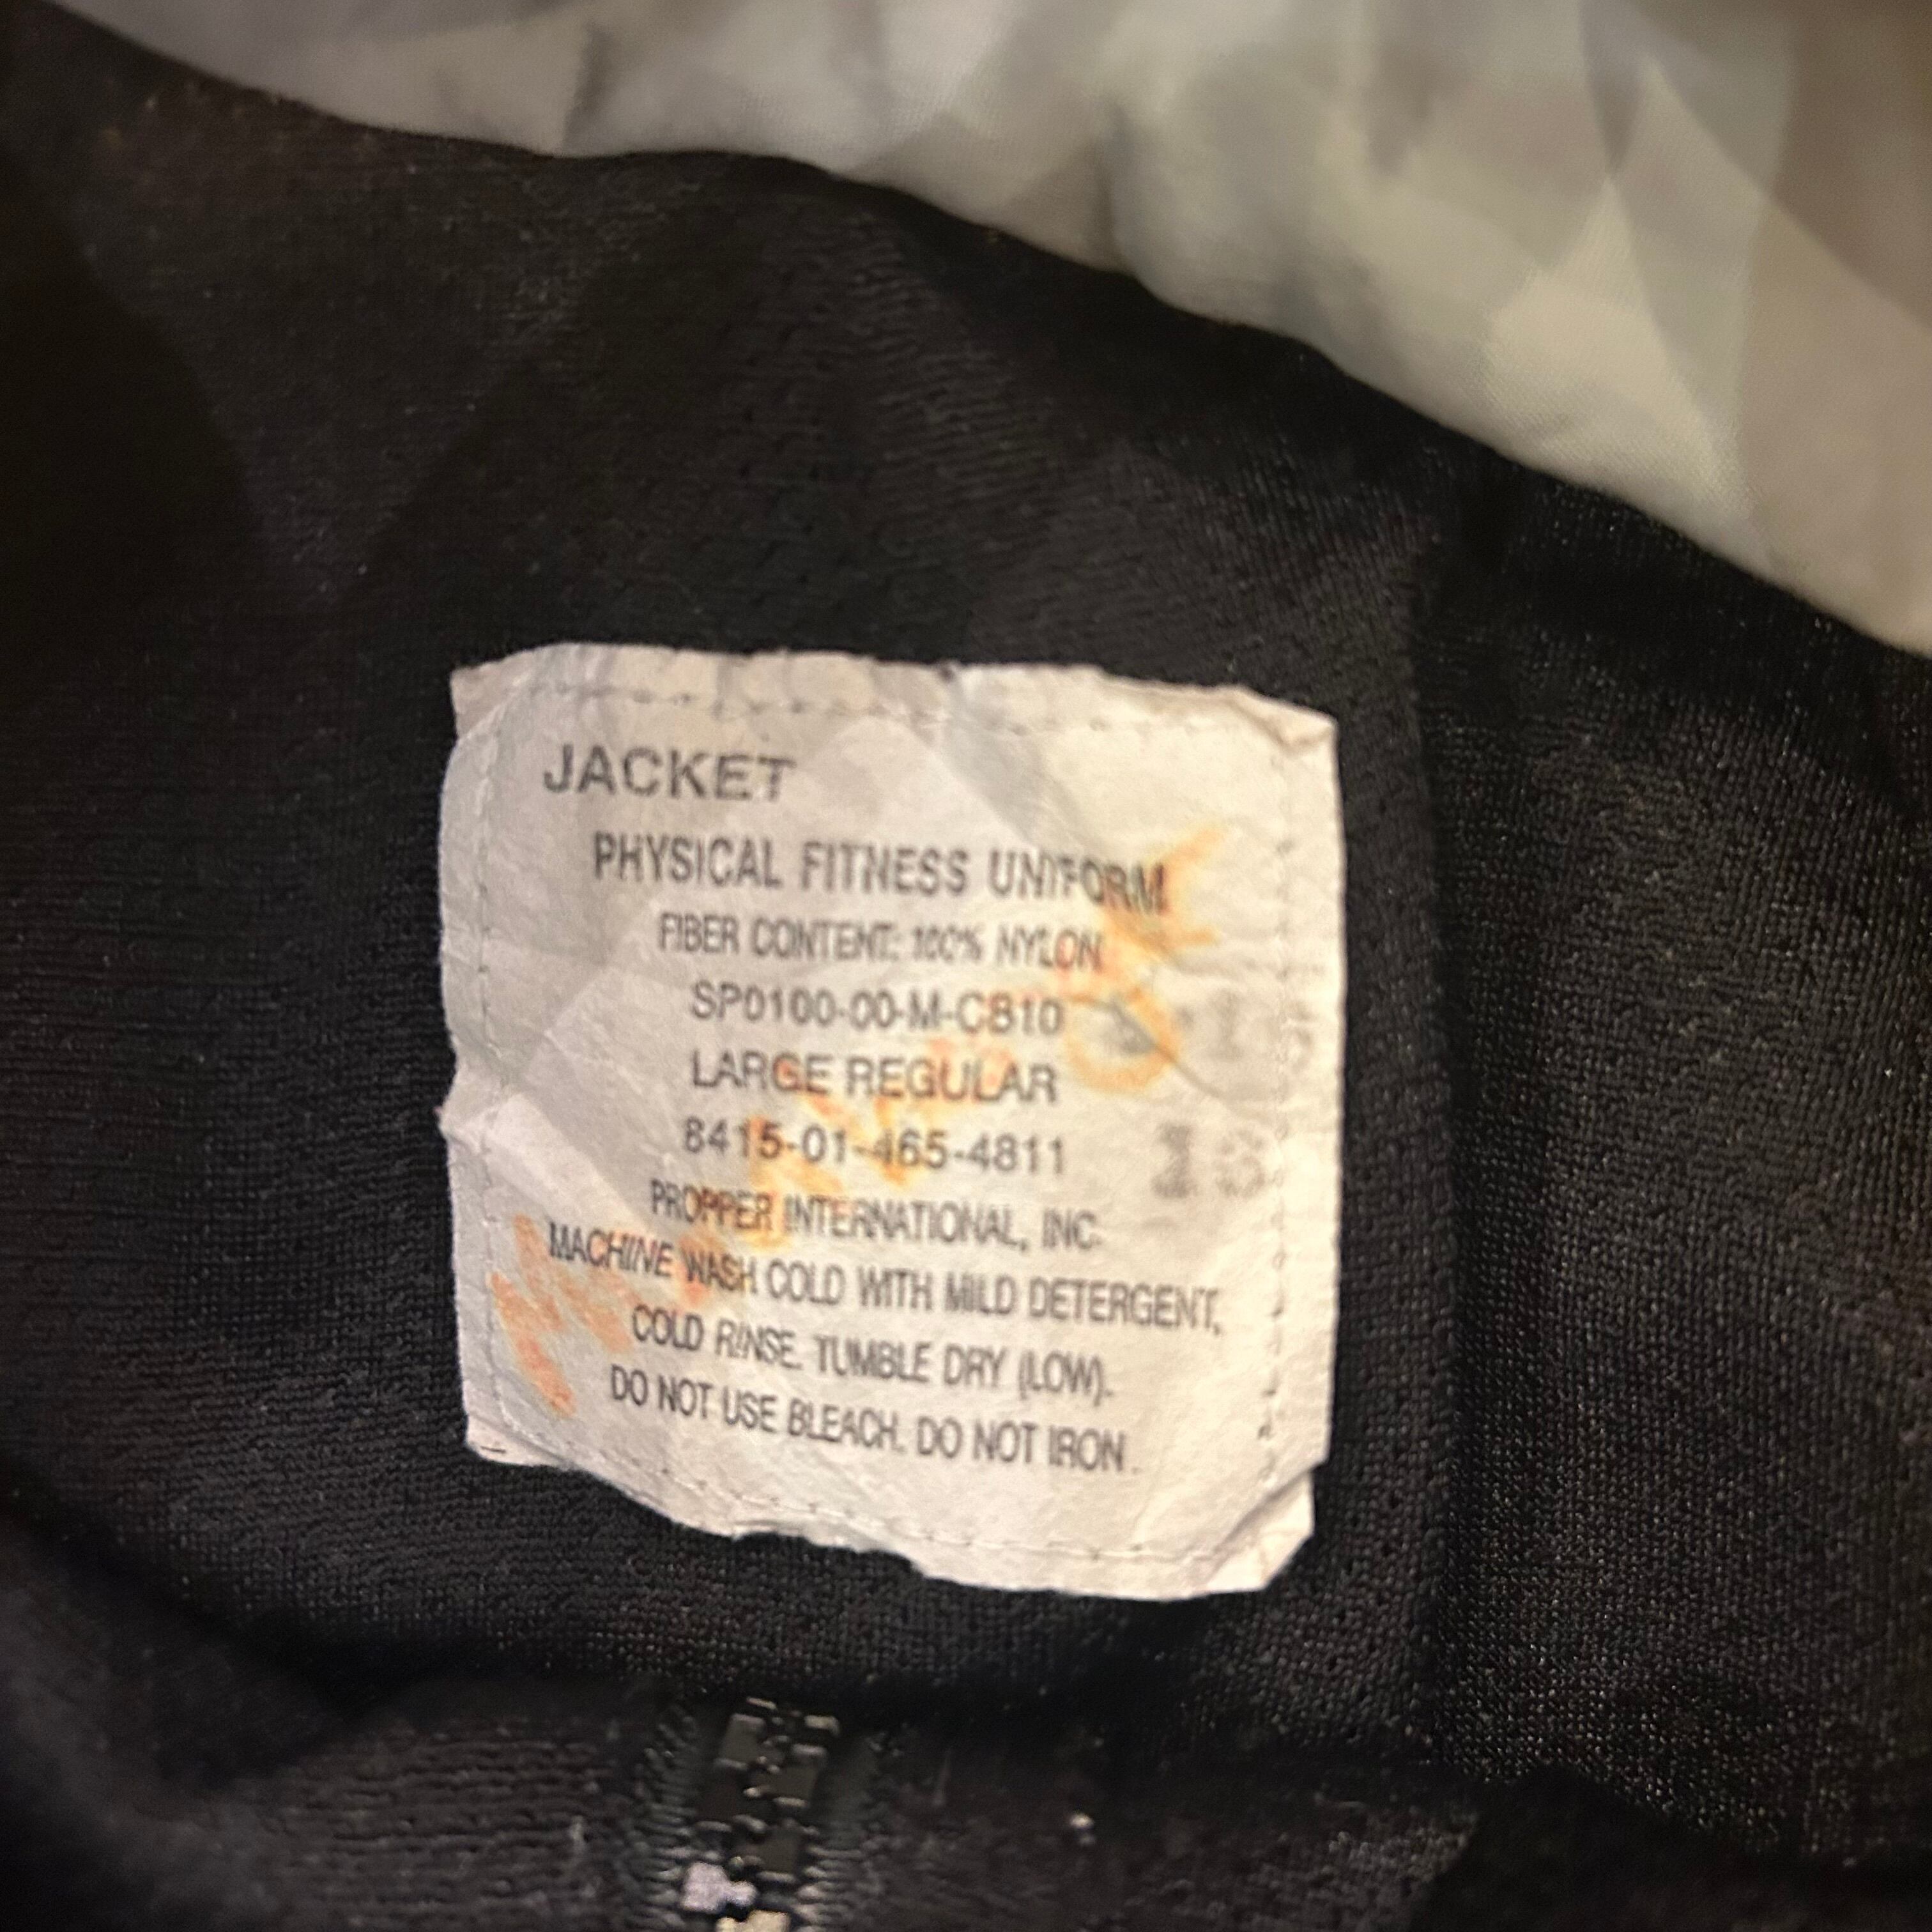 JACKET
PHYSICAL FITNESS UNIFORM
FIBER CONTENT: 100% NYLON
SP0100-00-M-CB10
LARGE REGULAR
8415-01-465-4811
PROPPER INTERNATIONAL, INC.
MACHINE WASH COLD WITH MILD DETERGENT,
COLD RINSE. TUMBLE DRY (LOW).
DO NOT USE BLEACH. DO NOT IRON.